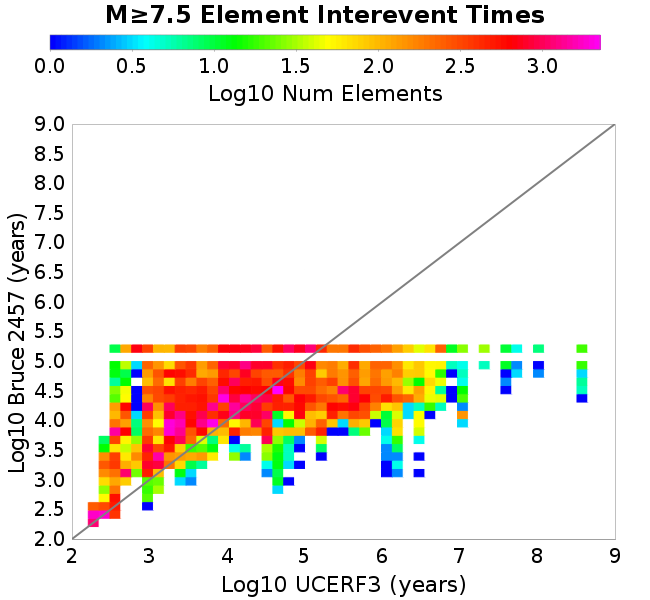 M≥7.5 Element Interevent Times
0.0 0.5 1.0 1.5 2.0 2.5 3.0
Log10 Num Elements
9.0
8.5
8.0
7.5
7.0
6.5
6.0
5.5
5.0
4.5
4.0
3.5
3.0
2.5
2.0
Log10 Bruce 2457 (years)
2 3 4 5 6 7 8 9
Log10 UCERF3 (years)